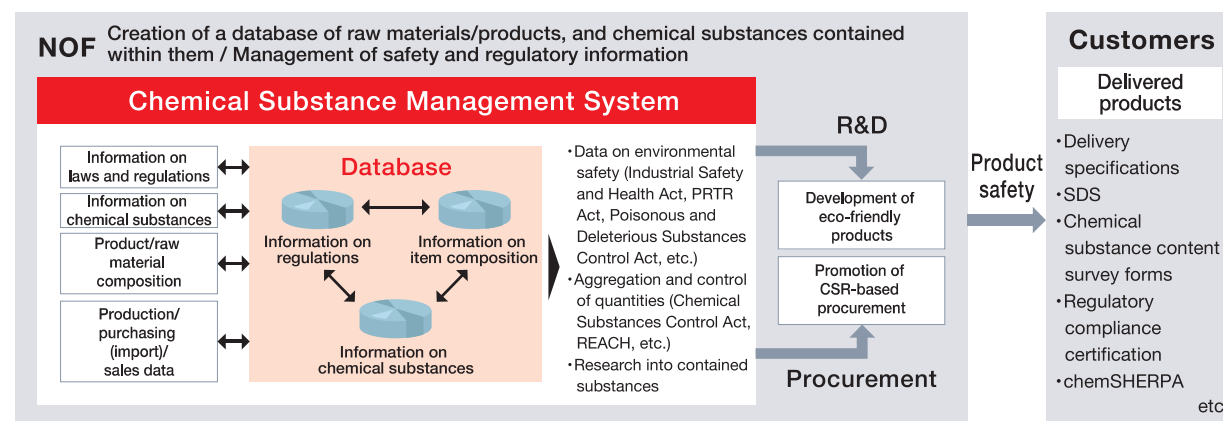 NOF Creation of a database of raw materials/products, and chemical substances contained
within them / Management of safety and regulatory information
Chemical Substance Management System
Information on
laws and regulations
Information on
chemical substances
Product/raw
material
composition
Production/
purchasing
(import)/
sales data
Database
Information on
regulations
Information on
item composition
Information on
chemical substances
・Data on environmental
safety (Industrial Safety
and Health Act, PRTR
Act, Poisonous and
Deleterious Substances
Control Act, etc.)
・Aggregation and control
of quantities (Chemical
Substances Control Act,
REACH, etc.)
・Research into contained
substances
R&D
Development of
eco-friendly
products
Promotion of
CSR-based
procurement
Procurement
Product
safety
Customers
Delivered
products
・Delivery
specifications
・SDS
・Chemical
substance content
survey forms
・Regulatory
compliance
certification
・chemSHERPA
etc